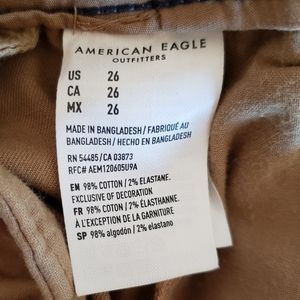 AMERICAN EAGLE
OUTFITTERS
US 26
CA 26
MX 26
MADE IN BANGLADESH/ FABRIQUÉ AU
BANGLADESH / HECHO EN BANGLADESH
RN 54485/CA 03873
RFC# AEM120605U9A
EN 98% COTTON / 2% ELASTANE.
EXCLUSIVE OF DECORATION
FR 98% COTTON / 2% ÉLASTHANNE.
À L'EXCEPTION DE LA GARNITURE
SP 98% algodón / 2% elastano